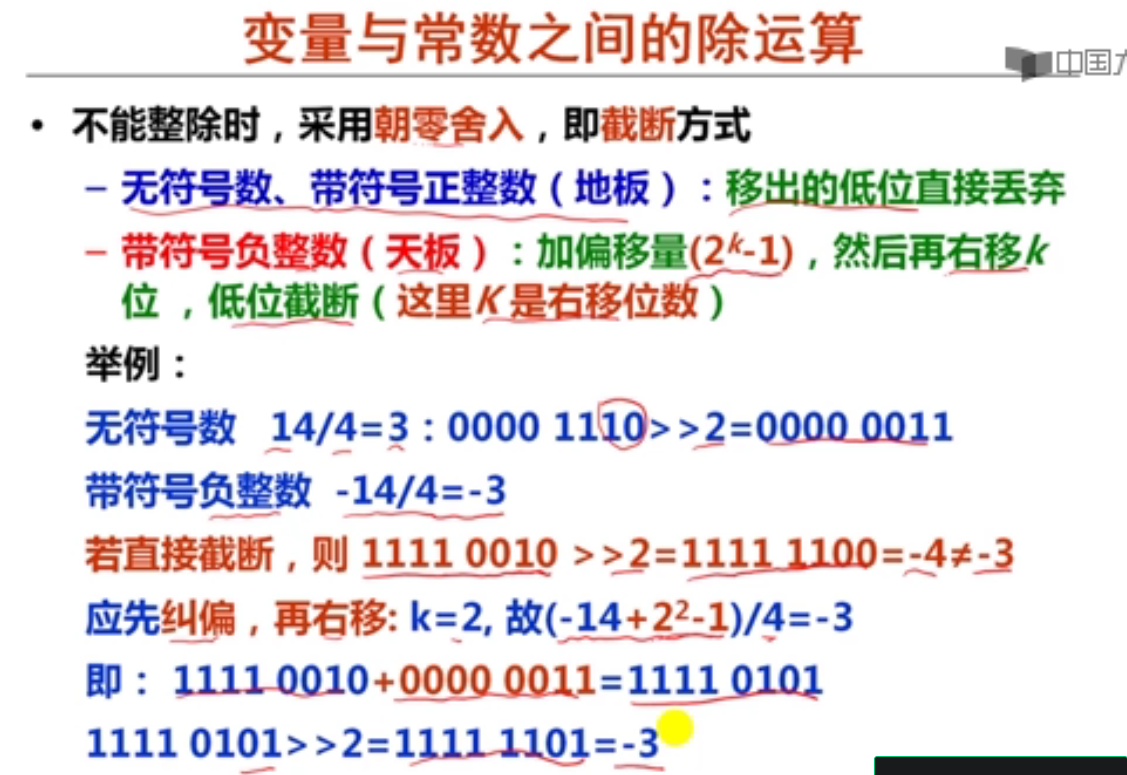 变量与常数之间的除运算
中国大
• 不能整除时，采用朝零舍入，即截断方式
– 无符号数、带符号正整数（地板）：移出的低位直接丢弃
– 带符号负整数（天板）：加偏移量(2ᵏ-1)，然后再右移k
位 ，低位截断（这里K是右移位数）
举例：
无符号数 14/4=3：0000 1110>>2=0000 0011
带符号负整数 -14/4=-3
若直接截断，则 1111 0010 >>2=1111 1100=-4≠-3
应先纠偏，再右移: k=2, 故(-14+2²-1)/4=-3
即： 1111 0010+0000 0011=1111 0101
1111 0101>>2=1111 1101=-3